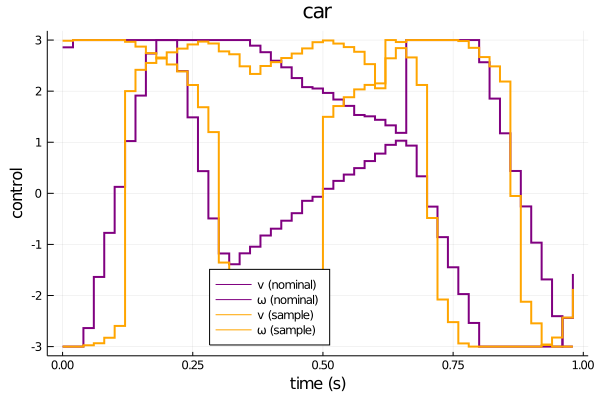 car
control
3
2
1
0
-1
-2
-3
v (nominal)
ω (nominal)
v (sample)
ω (sample)
0.00
0.25
0.50
0.75
1.00
time (s)